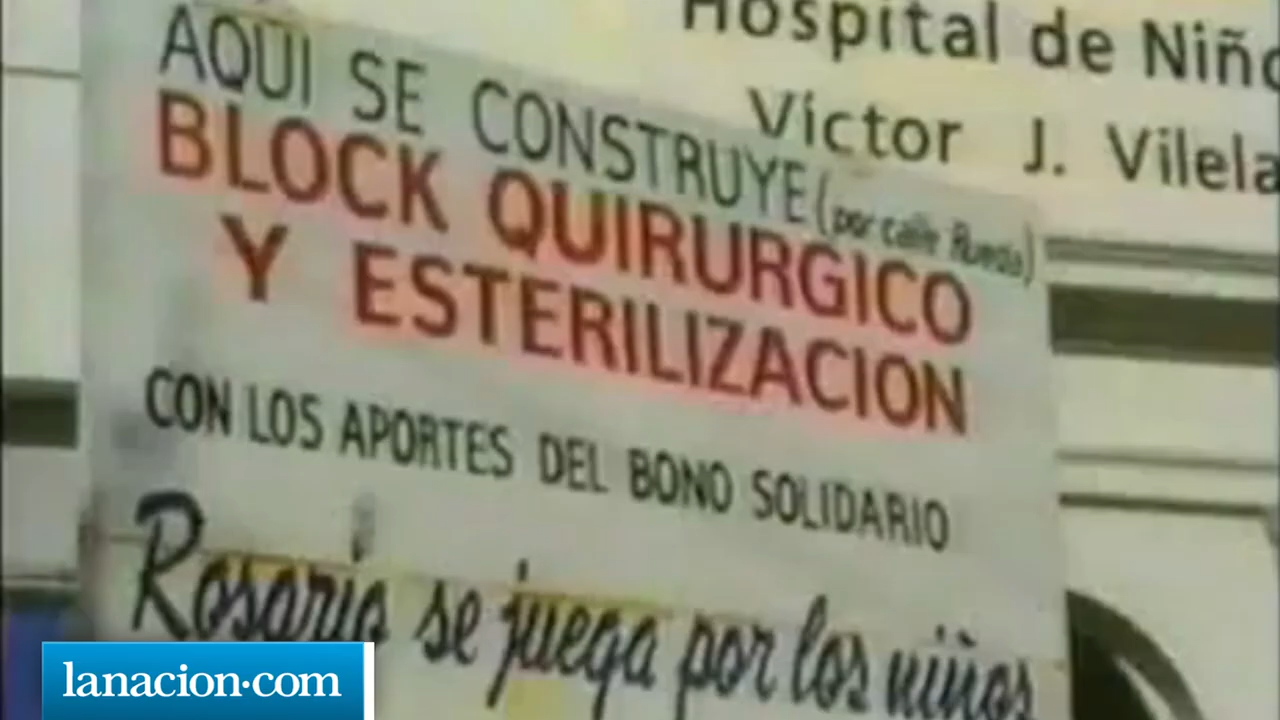 Hospital de Niño
Víctor J. Vilela
AQUI SE CONSTRUYE (por calle Rueda)
BLOCK QUIRURGICO
Y ESTERILIZACION
CON LOS APORTES DEL BONO SOLIDARIO
Rosario se juega por los niños
lanacion.com